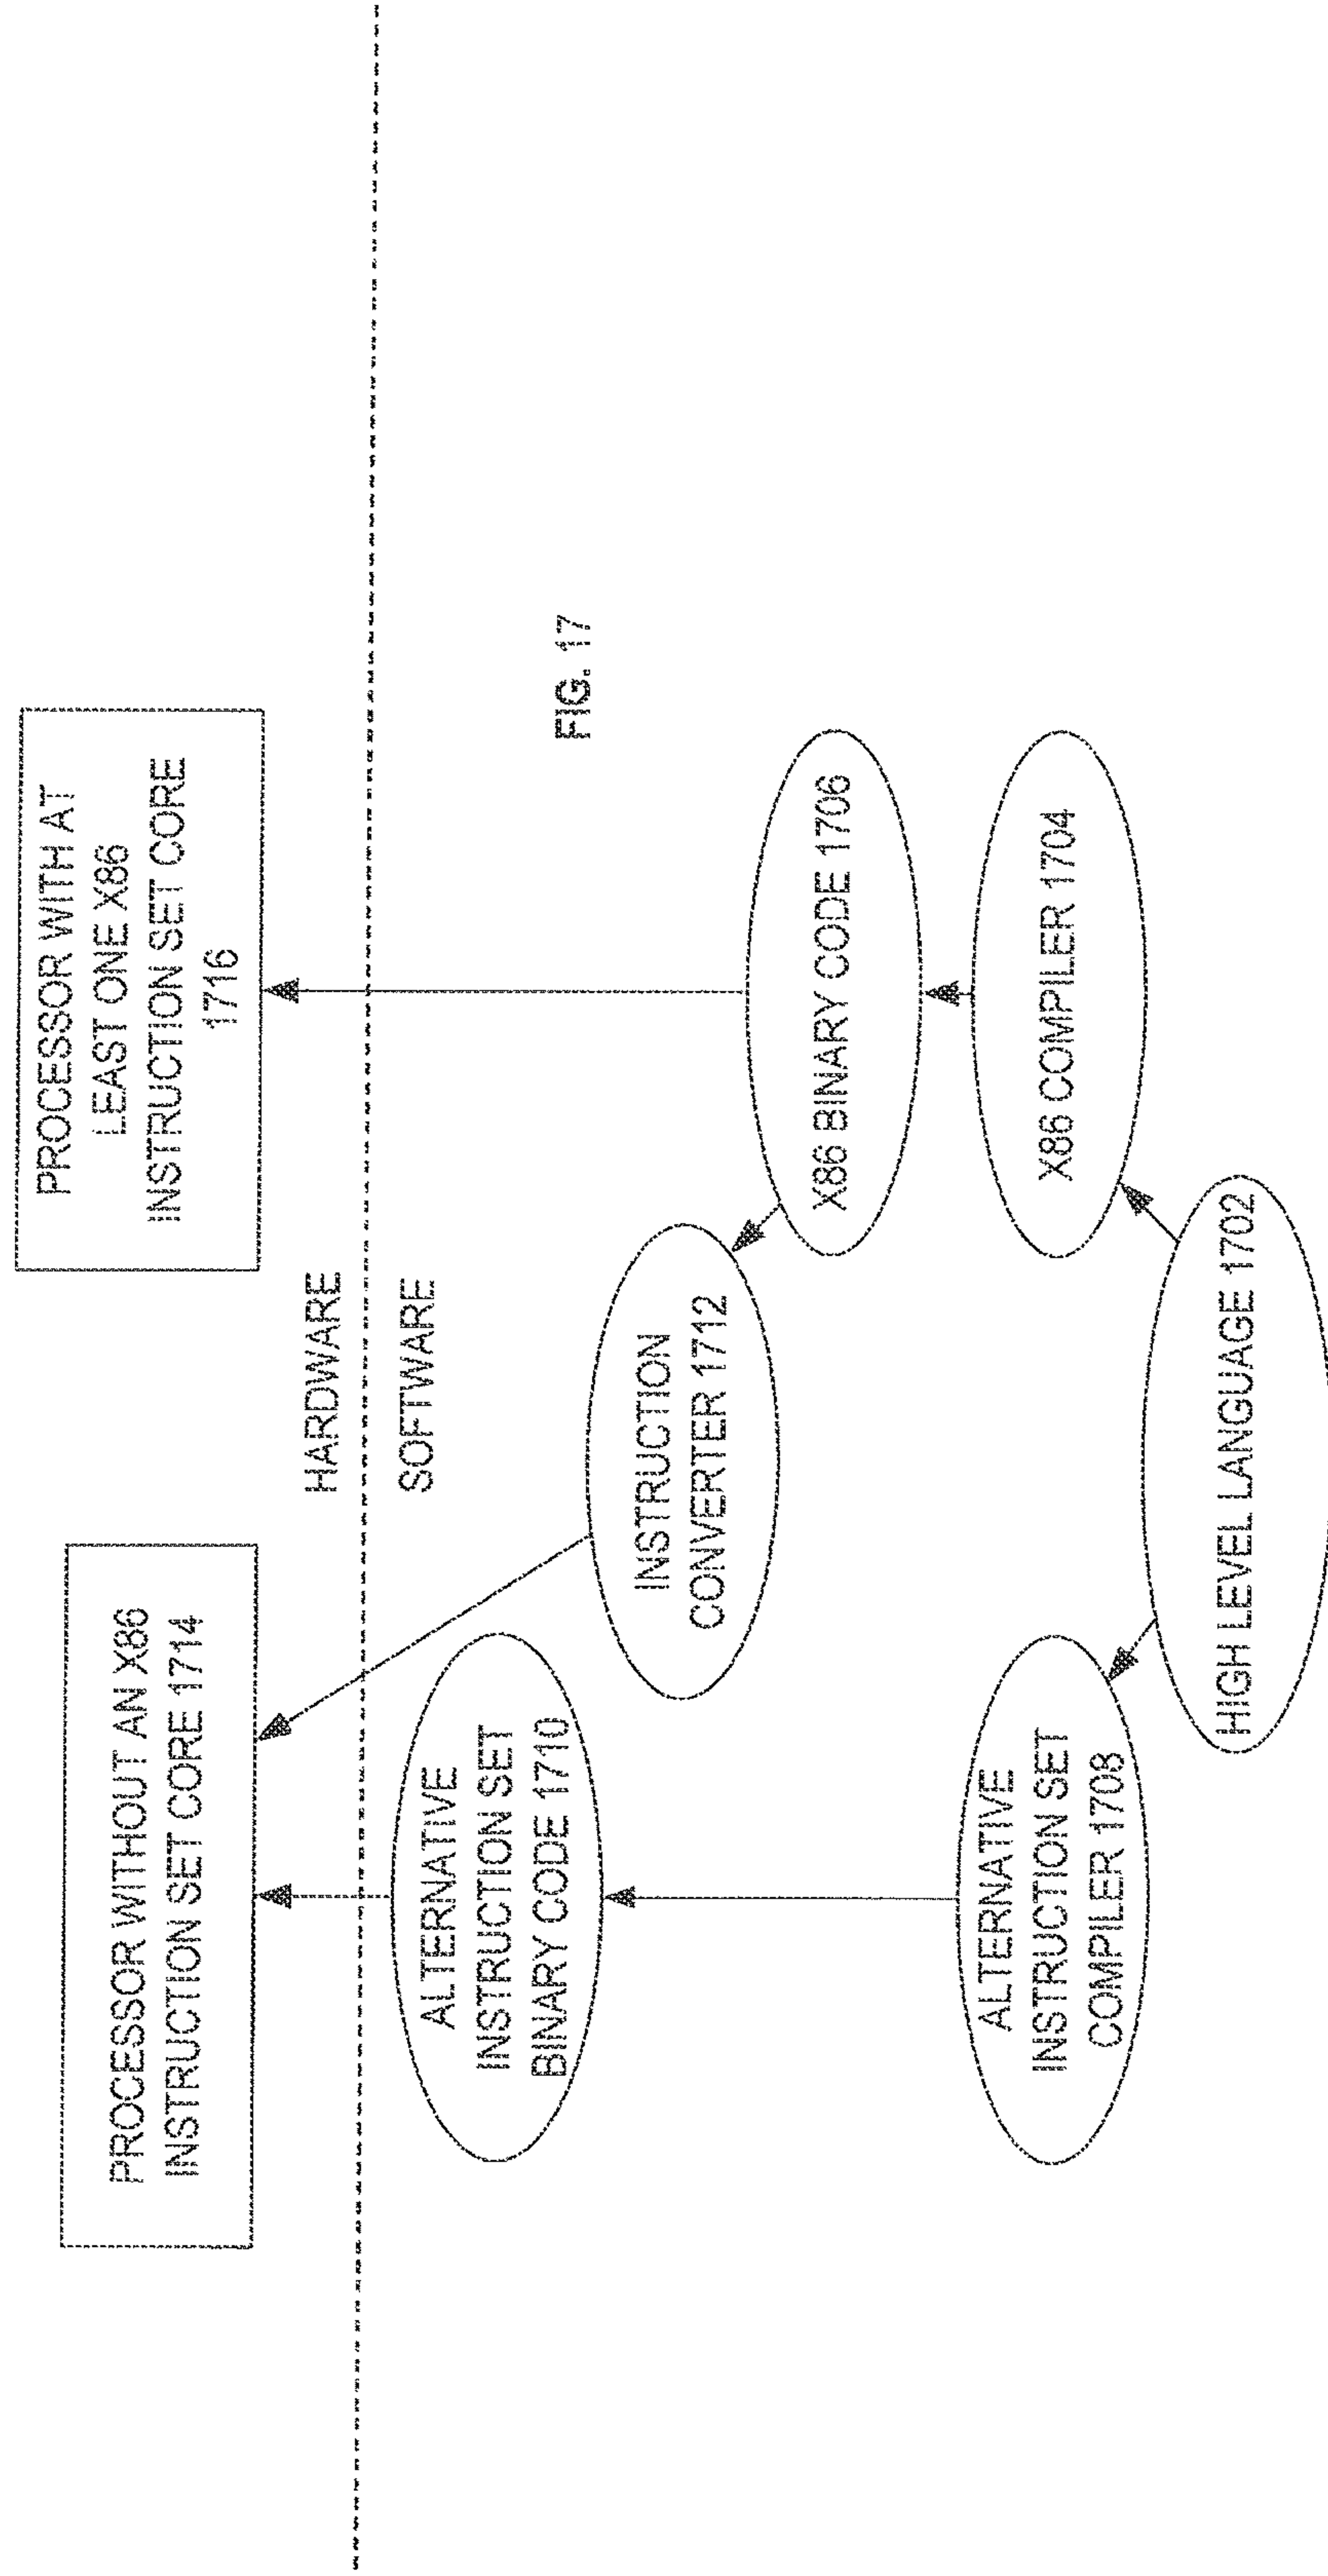 PROCESSOR WITHOUT AN X86
INSTRUCTION SET CORE 1714
PROCESSOR WITH AT
LEAST ONE X86
INSTRUCTION SET CORE
1716
HARDWARE
SOFTWARE
ALTERNATIVE
INSTRUCTION SET
BINARY CODE 1710
INSTRUCTION
CONVERTER 1712
FIG. 17
X86 BINARY CODE 1706
ALTERNATIVE
INSTRUCTION SET
COMPILER 1708
X86 COMPILER 1704
HIGH LEVEL LANGUAGE 1702